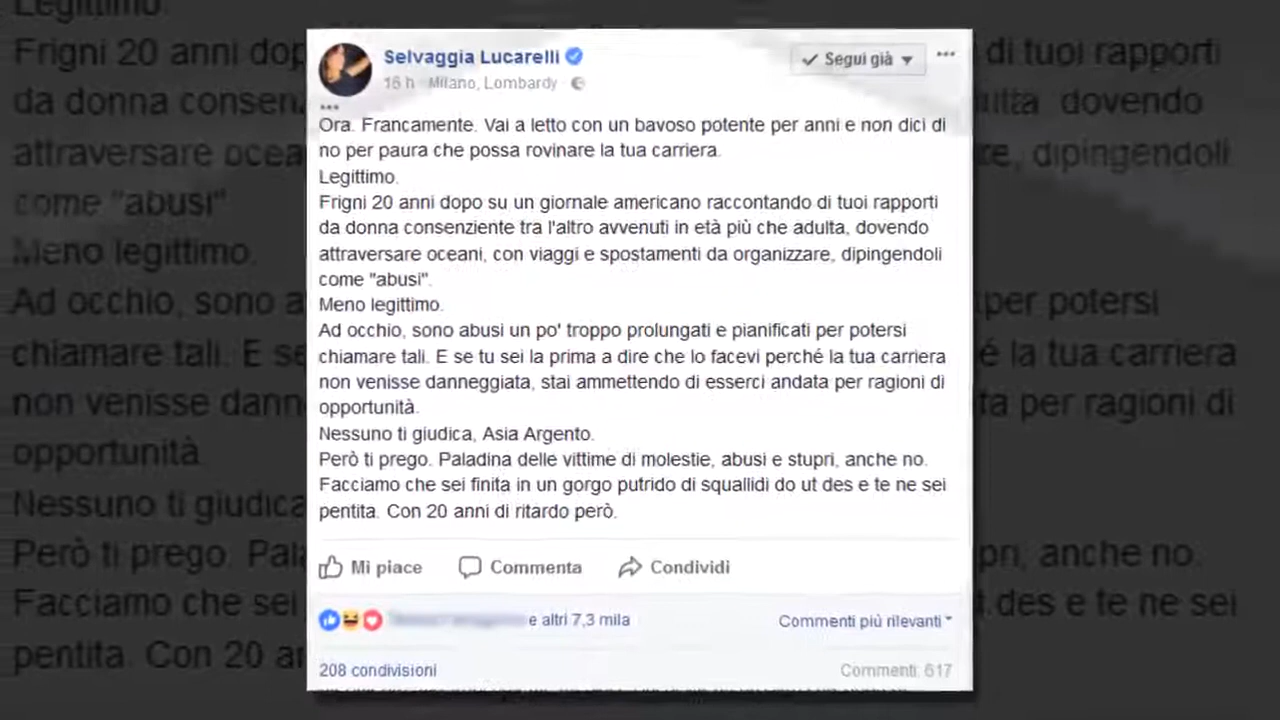 Selvaggia Lucarelli
Segui già
16 h · Milano, Lombardy
Ora. Francamente. Vai a letto con un bavoso potente per anni e non dici di
no per paura che possa rovinare la tua carriera.
Legittimo.
Frigni 20 anni dopo su un giornale americano raccontando di tuoi rapporti
da donna consenziente tra l'altro avvenuti in età più che adulta, dovendo
attraversare oceani, con viaggi e spostamenti da organizzare, dipingendoli
come "abusi".
Meno legittimo.
Ad occhio, sono abusi un po' troppo prolungati e pianificati per potersi
chiamare tali. E se tu sei la prima a dire che lo facevi perché la tua carriera
non venisse danneggiata, stai ammettendo di esserci andata per ragioni di
opportunità.
Nessuno ti giudica, Asia Argento.
Però ti prego. Paladina delle vittime di molestie, abusi e stupri, anche no.
Facciamo che sei finita in un gorgo putrido di squallidi do ut des e te ne sei
pentita. Con 20 anni di ritardo però.
Mi piace Commenta Condividi
e altri 7,3 mila
Commenti più rilevanti
208 condivisioni
Commenti: 617